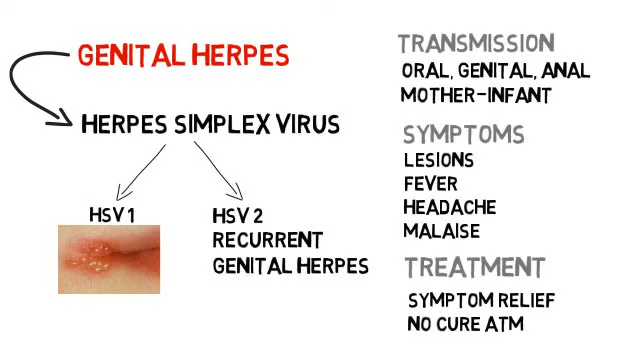 GENITAL HERPES
HERPES SIMPLEX VIRUS
HSV 1
HSV 2
RECURRENT
GENITAL HERPES
TRANSMISSION
ORAL, GENITAL, ANAL
MOTHER-INFANT
SYMPTOMS
LESIONS
FEVER
HEADACHE
MALAISE
TREATMENT
SYMPTOM RELIEF
NO CURE ATM